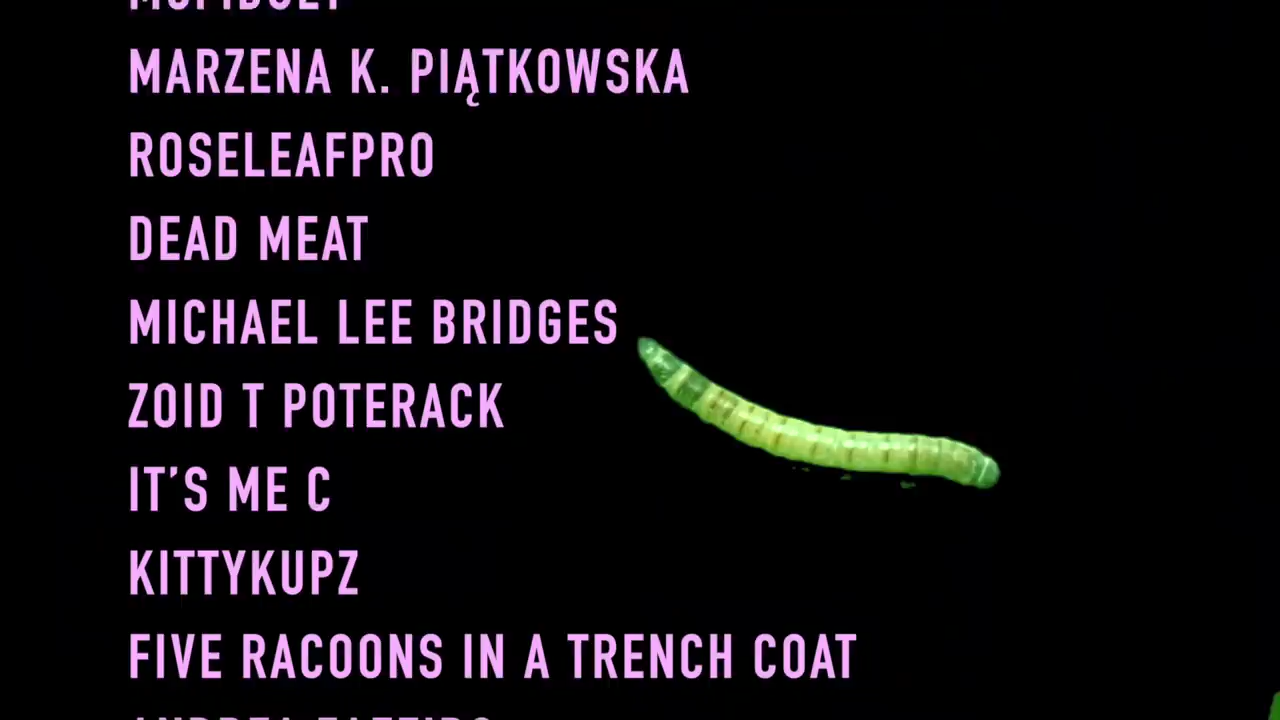 MARZENA K. PIĄTKOWSKA
ROSELEAFPRO
DEAD MEAT
MICHAEL LEE BRIDGES
ZOID T POTERACK
IT'S ME C
KITTYKUPZ
FIVE RACOONS IN A TRENCH COAT